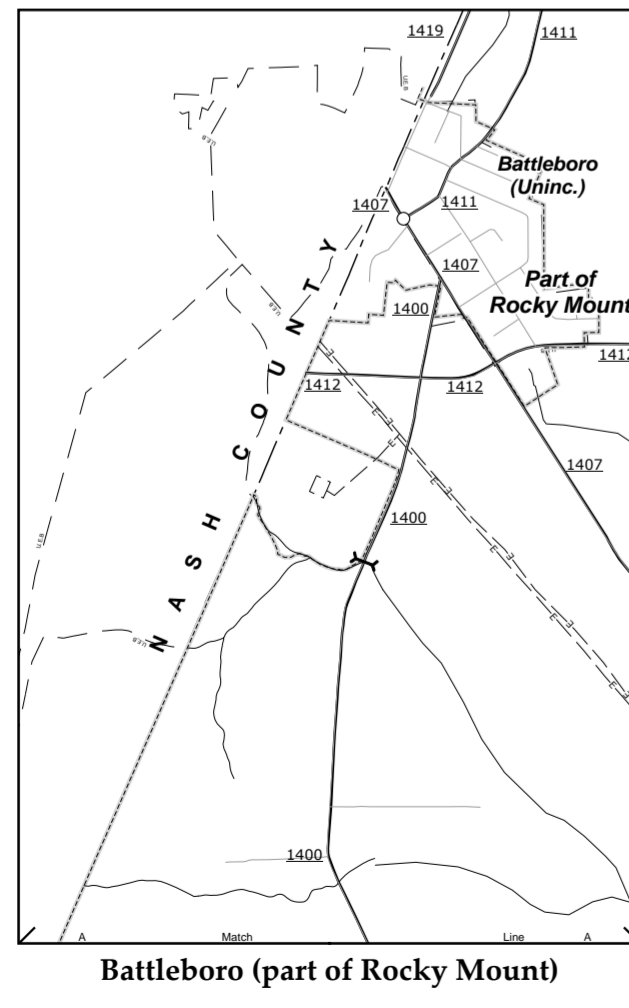 1419
1411
U.E.B
U.E.B
Battleboro
(Uninc.)
1407
1411
1407
Part of
Rocky Mount
U.E.B
1400
1412
1412
1412
E
E
E
E
1407
NASH COUNTY
1400
E
E
E
E
U.E.B
E
E
U.E.B
E
E
1400
A
Match
Line
A
Battleboro (part of Rocky Mount)